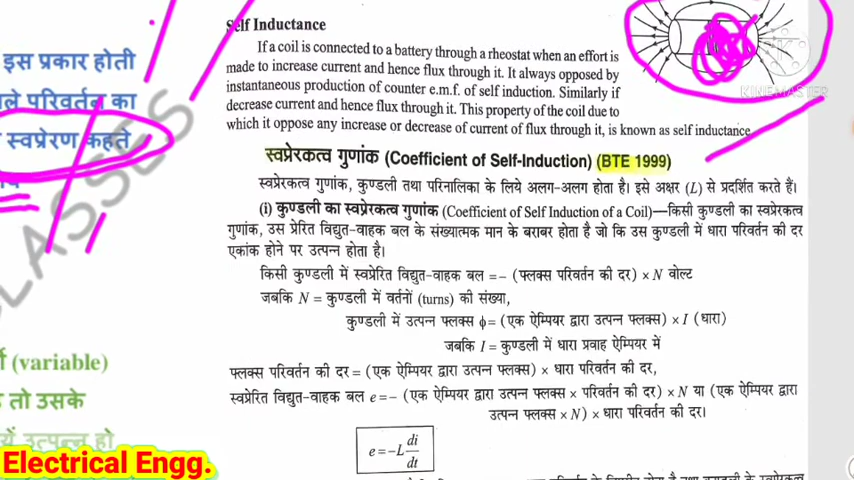 इस प्रकार होती
परिवर्तन का
स्वप्रेरण कहते
CLASSES
(variable)
तो उसके
उत्पन्न हो
Electrical Engg.
Self Inductance
If a coil is connected to a battery through a rheostat when an effort is
made to increase current and hence flux through it. It always opposed by
instantaneous production of counter e.m.f. of self induction. Similarly if
decrease current and hence flux through it. This property of the coil due to
which it oppose any increase or decrease of current of flux through it, is known as self inductance.
KINEMASTER
स्वप्रेरकत्व गुणांक (Coefficient of Self-Induction) (BTE 1999)
स्वप्रेरकत्व गुणांक, कुण्डली तथा परिनालिका के लिये अलग-अलग होता है। इसे अक्षर (L) से प्रदर्शित करते हैं।
(i) कुण्डली का स्वप्रेरकत्व गुणांक (Coefficient of Self Induction of a Coil)—किसी कुण्डली का स्वप्रेरकत्व
गुणांक, उस प्रेरित विद्युत-वाहक बल के संख्यात्मक मान के बराबर होता है जो कि उस कुण्डली में धारा परिवर्तन की दर
एकांक होने पर उत्पन्न होता है।
किसी कुण्डली में स्वप्रेरित विद्युत-वाहक बल = – (फ्लक्स परिवर्तन की दर) × N वोल्ट
जबकि N = कुण्डली में वर्तनों (turns) की संख्या,
कुण्डली में उत्पन्न फ्लक्स ϕ = (एक ऐम्पियर द्वारा उत्पन्न फ्लक्स) × I (धारा)
जबकि I = कुण्डली में धारा प्रवाह ऐम्पियर में
फ्लक्स परिवर्तन की दर = (एक ऐम्पियर द्वारा उत्पन्न फ्लक्स) × धारा परिवर्तन की दर,
स्वप्रेरित विद्युत-वाहक बल e = – (एक ऐम्पियर द्वारा उत्पन्न फ्लक्स × परिवर्तन की दर) × N या (एक ऐम्पियर द्वारा
उत्पन्न फ्लक्स × N) × धारा परिवर्तन की दर।
e = –L di/dt